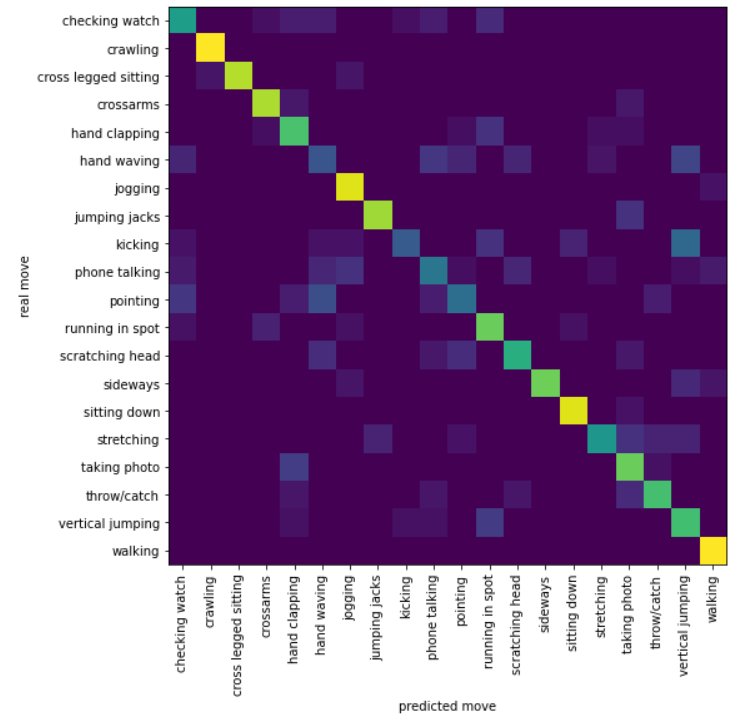 checking watch
crawling
cross legged sitting
crossarms
hand clapping
hand waving
jogging
jumping jacks
kicking
phone talking
pointing
running in spot
scratching head
sideways
sitting down
stretching
taking photo
throw/catch
vertical jumping
walking
real move
checking watch
crawling
cross legged sitting
crossarms
hand clapping
hand waving
jogging
jumping jacks
kicking
phone talking
pointing
running in spot
scratching head
sideways
sitting down
stretching
taking photo
throw/catch
vertical jumping
walking
predicted move